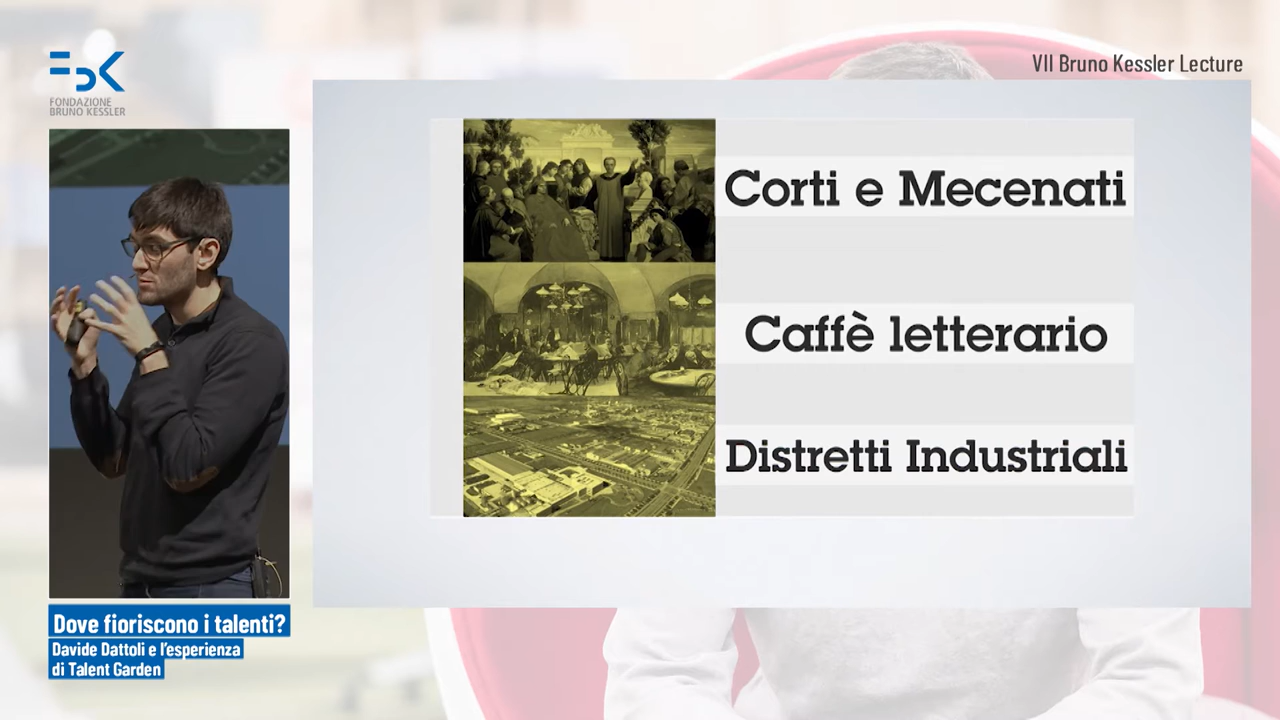 FONDAZIONE
BRUNO KESSLER
VII Bruno Kessler Lecture
Corti e Mecenati
Caffè letterario
Distretti Industriali
Dove fioriscono i talenti?
Davide Dattoli e l'esperienza
di Talent Garden